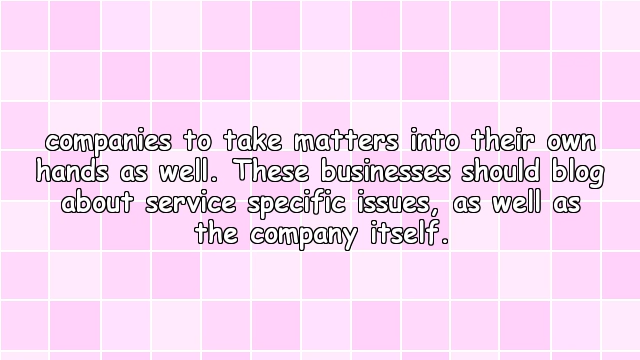 companies to take matters into their own
hands as well. These businesses should blog
about service specific issues, as well as
the company itself.